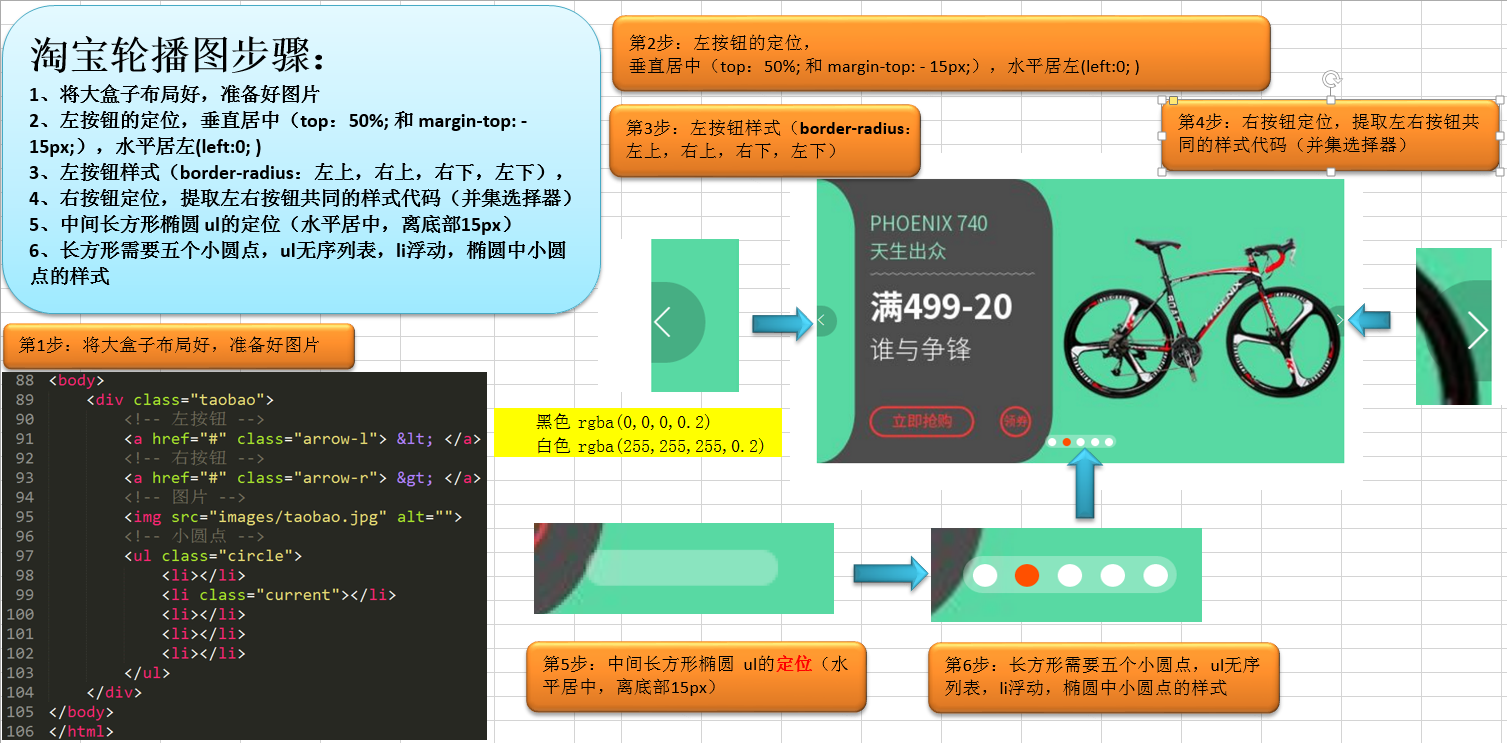 淘宝轮播图步骤：
1、将大盒子布局好，准备好图片
2、左按钮的定位，垂直居中（top：50%; 和 margin-top: -
15px;），水平居左(left:0; )
3、左按钮样式（border-radius：左上，右上，右下，左下），
4、右按钮定位，提取左右按钮共同的样式代码（并集选择器）
5、中间长方形椭圆 ul的定位（水平居中，离底部15px）
6、长方形需要五个小圆点，ul无序列表，li浮动，椭圆中小圆
点的样式
第2步：左按钮的定位，
垂直居中（top：50%; 和 margin-top: - 15px;），水平居左(left:0; )
第3步：左按钮样式（border-radius：
左上，右上，右下，左下）
第4步：右按钮定位，提取左右按钮共
同的样式代码（并集选择器）
PHOENIX 740
天生出众
满499-20
谁与争锋
立即抢购
领券
PHOENIX
ROAD
第1步：将大盒子布局好，准备好图片
88 <body>
89 <div class="taobao">
90 <!-- 左按钮 -->
91 <a href="#" class="arrow-l"> &lt; </a>
92 <!-- 右按钮 -->
93 <a href="#" class="arrow-r"> &gt; </a>
94 <!-- 图片 -->
95 <img src="images/taobao.jpg" alt="">
96 <!-- 小圆点 -->
97 <ul class="circle">
98 <li></li>
99 <li class="current"></li>
100 <li></li>
101 <li></li>
102 <li></li>
103 </ul>
104 </div>
105 </body>
106 </html>
黑色 rgba(0,0,0,0.2)
白色 rgba(255,255,255,0.2)
第5步：中间长方形椭圆 ul的定位（水
平居中，离底部15px）
第6步：长方形需要五个小圆点，ul无序
列表，li浮动，椭圆中小圆点的样式